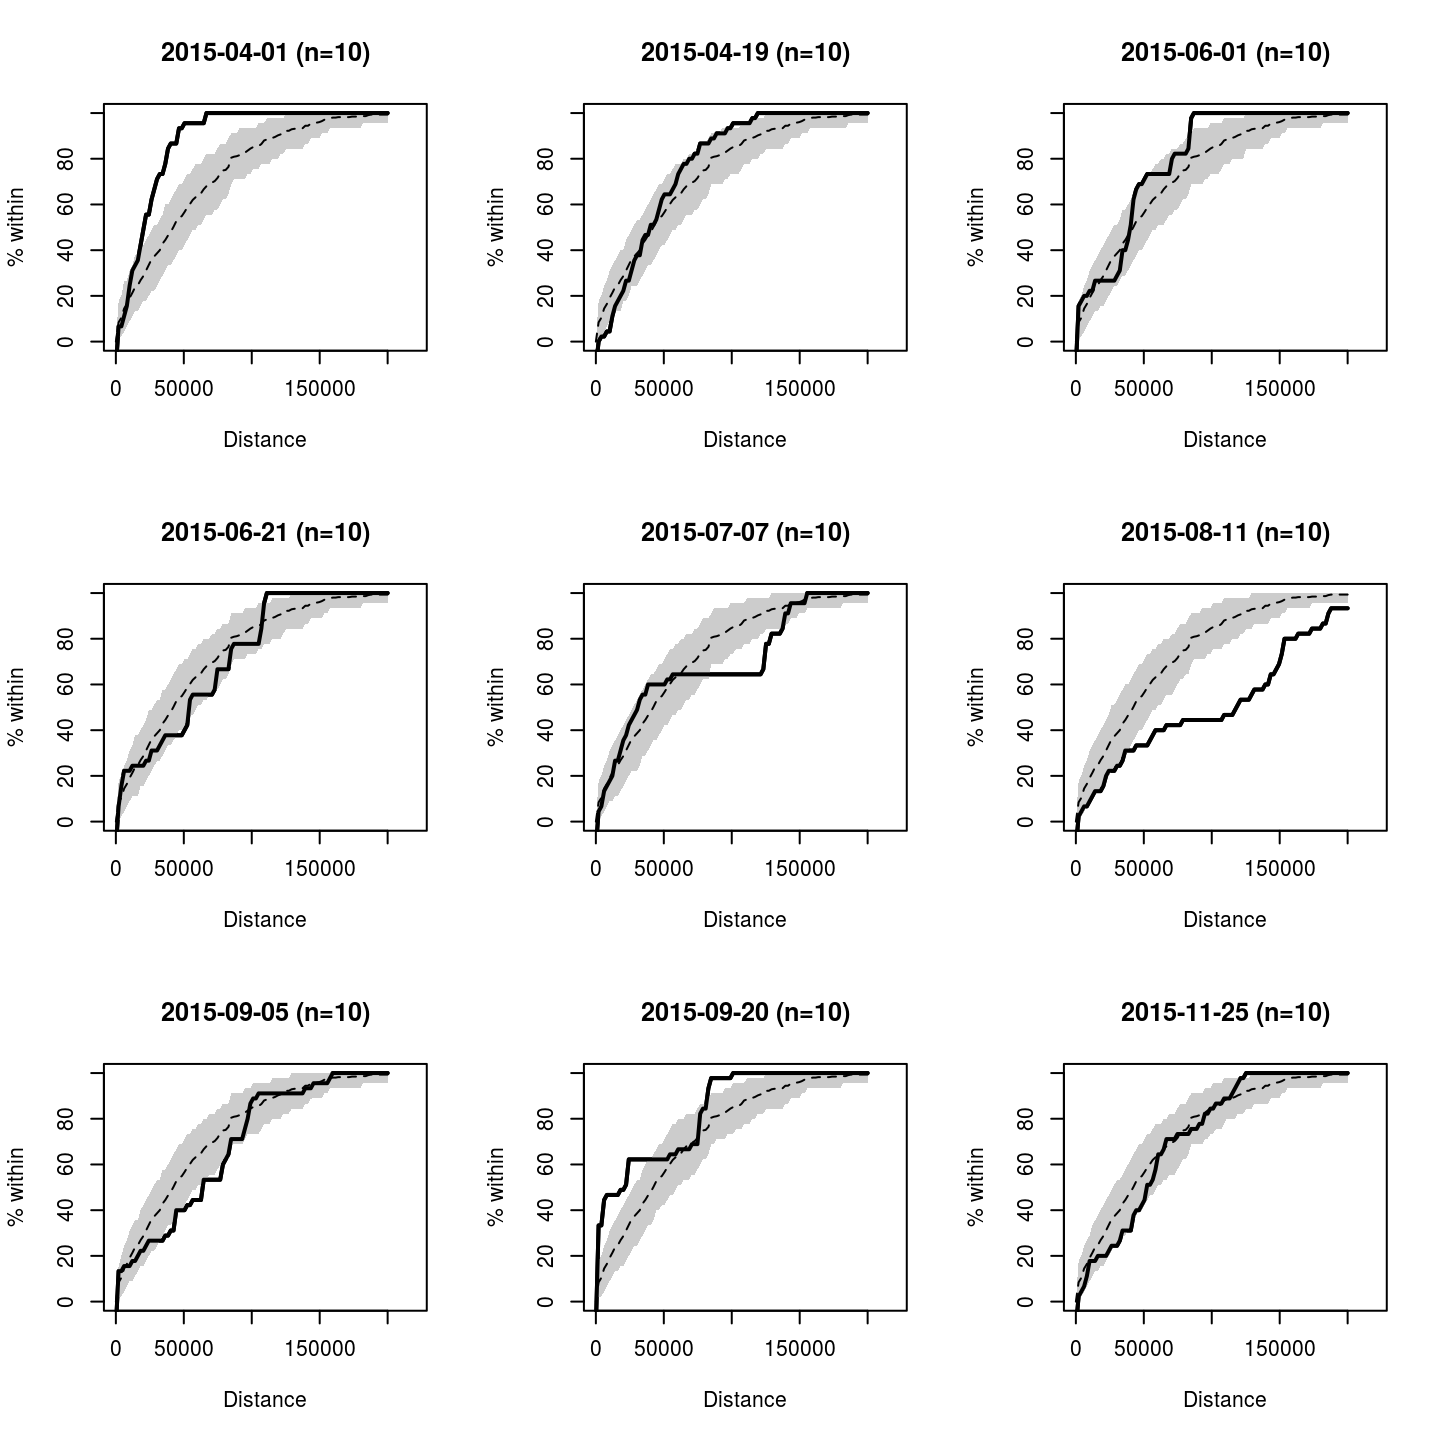 2015-04-01 (n=10)
% within
0 20 40 60 80
0 50000 150000
Distance
2015-04-19 (n=10)
% within
0 20 40 60 80
0 50000 150000
Distance
2015-06-01 (n=10)
% within
0 20 40 60 80
0 50000 150000
Distance
2015-06-21 (n=10)
% within
0 20 40 60 80
0 50000 150000
Distance
2015-07-07 (n=10)
% within
0 20 40 60 80
0 50000 150000
Distance
2015-08-11 (n=10)
% within
0 20 40 60 80
0 50000 150000
Distance
2015-09-05 (n=10)
% within
0 20 40 60 80
0 50000 150000
Distance
2015-09-20 (n=10)
% within
0 20 40 60 80
0 50000 150000
Distance
2015-11-25 (n=10)
% within
0 20 40 60 80
0 50000 150000
Distance